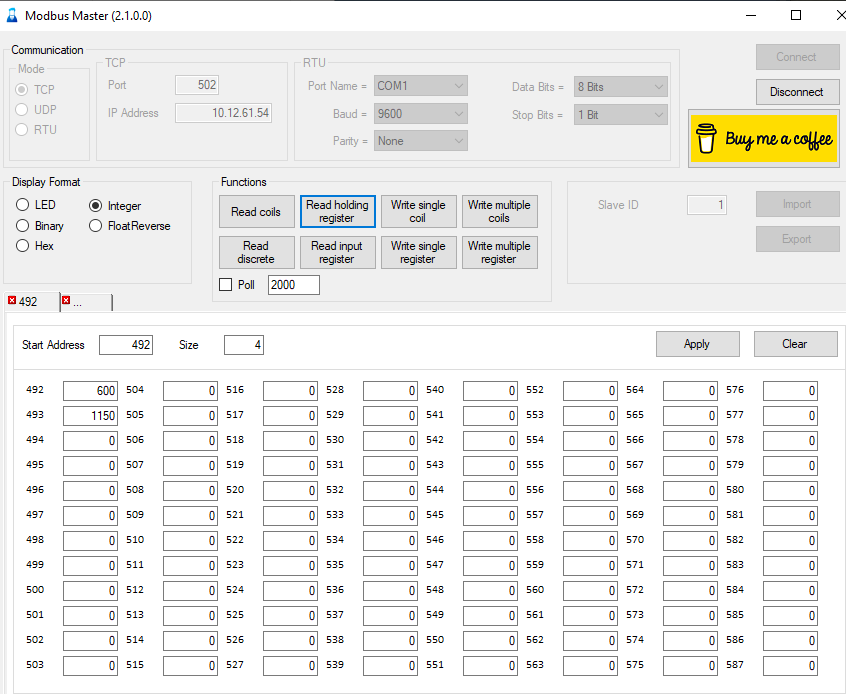 Modbus Master (2.1.0.0)
Communication
Mode
TCP
UDP
RTU
TCP
Port 502
IP Address 10.12.61.54
RTU
Port Name = COM1 Data Bits = 8 Bits
Baud = 9600 Stop Bits = 1 Bit
Parity = None
Connect
Disconnect
Buy me a coffee
Display Format
LED Integer
Binary FloatReverse
Hex
Functions
Read coils Read holding register Write single coil Write multiple coils
Read discrete Read input register Write single register Write multiple register
Poll 2000
Slave ID 1
Import
Export
492 ...
Start Address 492 Size 4 Apply Clear
492 600 504 0 516 0 528 0 540 0 552 0 564 0 576 0
493 1150 505 0 517 0 529 0 541 0 553 0 565 0 577 0
494 0 506 0 518 0 530 0 542 0 554 0 566 0 578 0
495 0 507 0 519 0 531 0 543 0 555 0 567 0 579 0
496 0 508 0 520 0 532 0 544 0 556 0 568 0 580 0
497 0 509 0 521 0 533 0 545 0 557 0 569 0 581 0
498 0 510 0 522 0 534 0 546 0 558 0 570 0 582 0
499 0 511 0 523 0 535 0 547 0 559 0 571 0 583 0
500 0 512 0 524 0 536 0 548 0 560 0 572 0 584 0
501 0 513 0 525 0 537 0 549 0 561 0 573 0 585 0
502 0 514 0 526 0 538 0 550 0 562 0 574 0 586 0
503 0 515 0 527 0 539 0 551 0 563 0 575 0 587 0